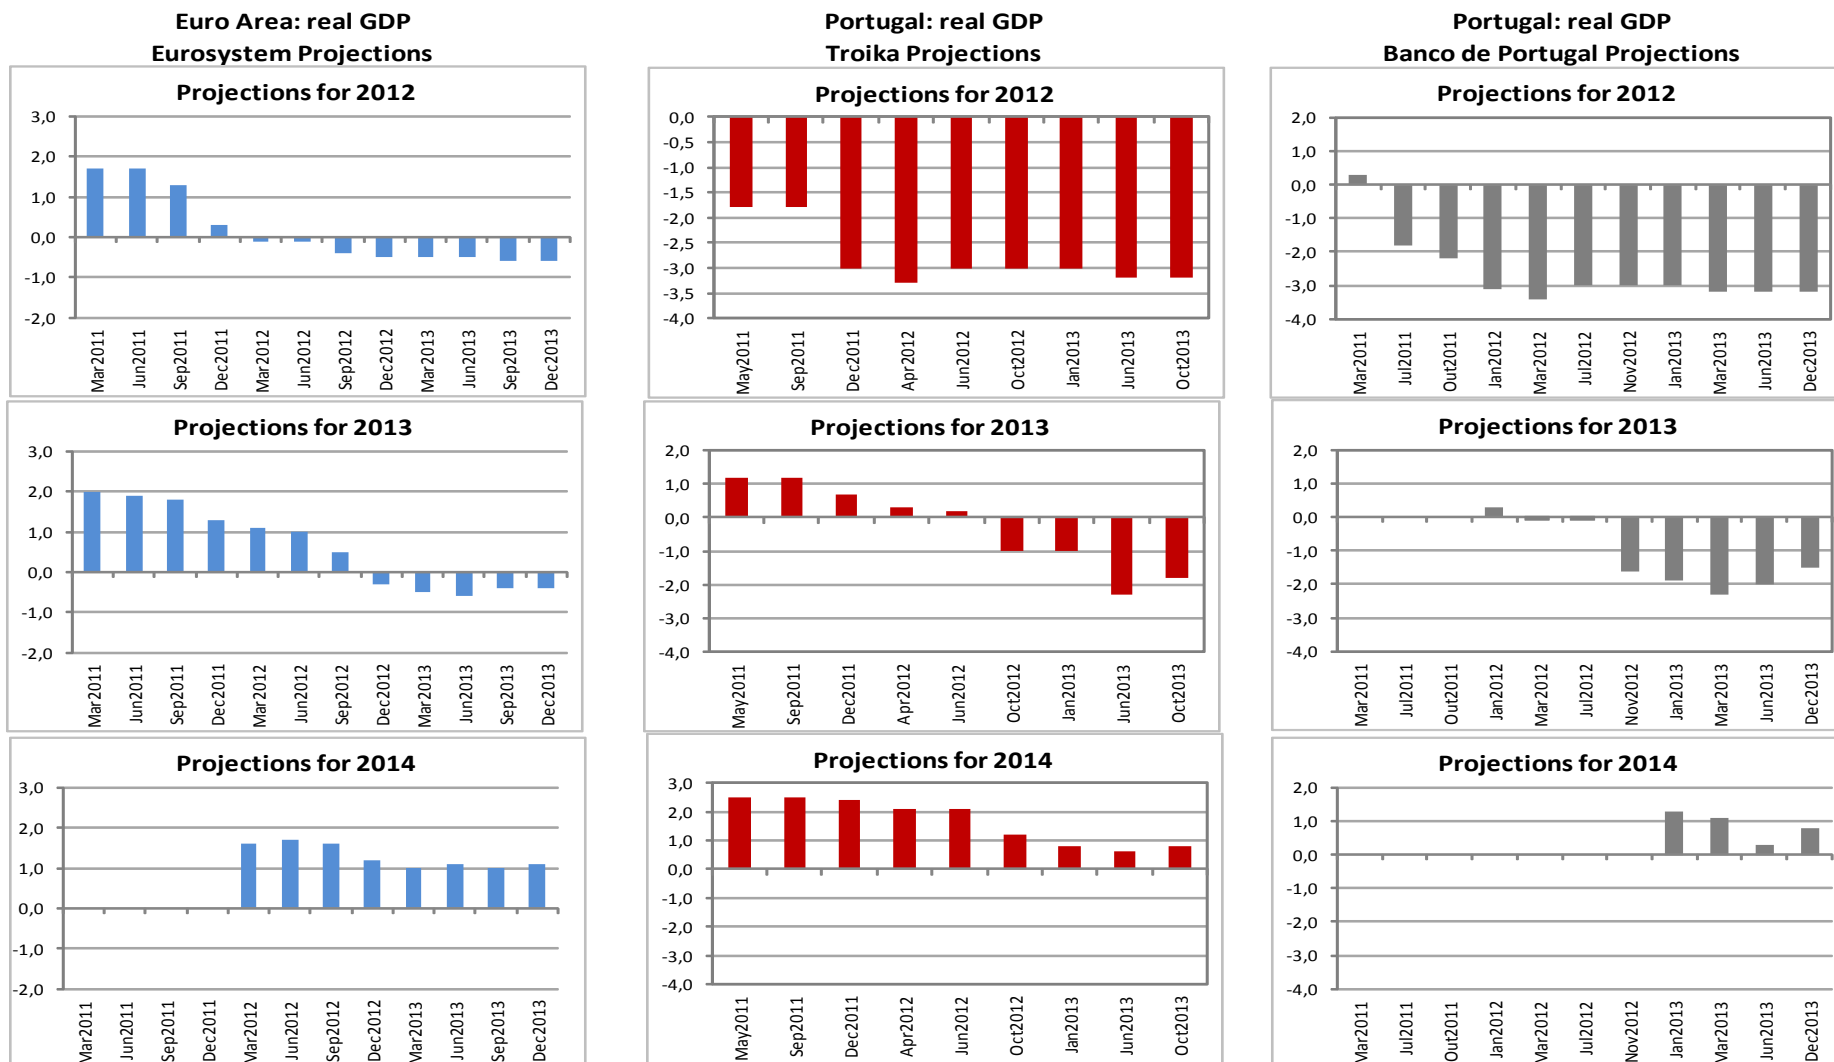 Euro Area: real GDP
Eurosystem Projections
Projections for 2012
3,0
2,0
1,0
0,0
-1,0
-2,0
Mar2011
Jun2011
Sep2011
Dec2011
Mar2012
Jun2012
Sep2012
Dec2012
Mar2013
Jun2013
Sep2013
Dec2013
Projections for 2013
3,0
2,0
1,0
0,0
-1,0
-2,0
Mar2011
Jun2011
Sep2011
Dec2011
Mar2012
Jun2012
Sep2012
Dec2012
Mar2013
Jun2013
Sep2013
Dec2013
Projections for 2014
3,0
2,0
1,0
0,0
-1,0
-2,0
Mar2011
Jun2011
Sep2011
Dec2011
Mar2012
Jun2012
Sep2012
Dec2012
Mar2013
Jun2013
Sep2013
Dec2013
Portugal: real GDP
Troika Projections
Projections for 2012
0,0
-0,5
-1,0
-1,5
-2,0
-2,5
-3,0
-3,5
-4,0
May2011
Sep2011
Dec2011
Apr2012
Jun2012
Oct2012
Jan2013
Jun2013
Oct2013
Projections for 2013
2,0
1,0
0,0
-1,0
-2,0
-3,0
-4,0
May2011
Sep2011
Dec2011
Apr2012
Jun2012
Oct2012
Jan2013
Jun2013
Oct2013
Projections for 2014
3,0
2,0
1,0
0,0
-1,0
-2,0
-3,0
-4,0
May2011
Sep2011
Dec2011
Apr2012
Jun2012
Oct2012
Jan2013
Jun2013
Oct2013
Portugal: real GDP
Banco de Portugal Projections
Projections for 2012
2,0
1,0
0,0
-1,0
-2,0
-3,0
-4,0
Mar2011
Jul2011
Out2011
Jan2012
Mar2012
Jul2012
Nov2012
Jan2013
Mar2013
Jun2013
Dec2013
Projections for 2013
2,0
1,0
0,0
-1,0
-2,0
-3,0
-4,0
Mar2011
Jul2011
Out2011
Jan2012
Mar2012
Jul2012
Nov2012
Jan2013
Mar2013
Jun2013
Dec2013
Projections for 2014
2,0
1,0
0,0
-1,0
-2,0
-3,0
-4,0
Mar2011
Jul2011
Out2011
Jan2012
Mar2012
Jul2012
Nov2012
Jan2013
Mar2013
Jun2013
Dec2013